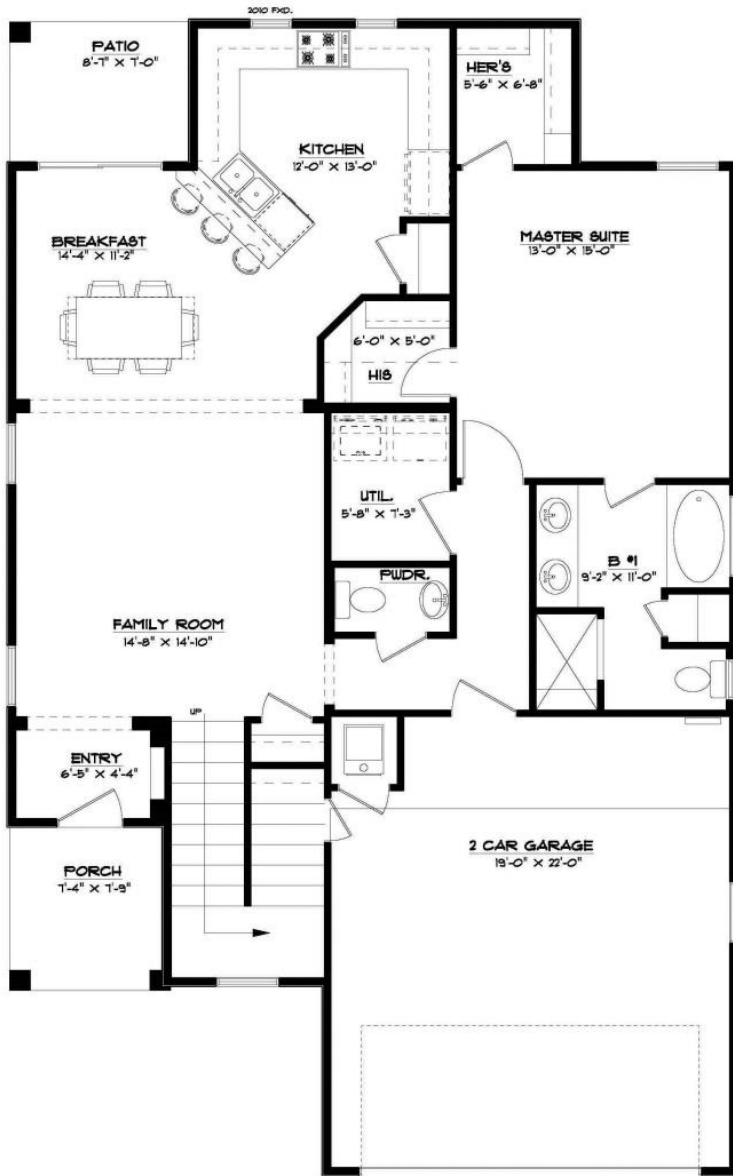 2010 FXD.
PATIO
8'-7" X 7'-0"
HER'S
5'-6" X 6'-8"
KITCHEN
12'-0" X 13'-0"
BREAKFAST
14'-4" X 11'-2"
MASTER SUITE
13'-0" X 15'-0"
6'-0" X 5'-0"
HIS
UTIL.
5'-8" X 7'-3"
B #1
9'-2" X 11'-0"
PWDR.
FAMILY ROOM
14'-8" X 14'-10"
UP
ENTRY
6'-5" X 4'-4"
2 CAR GARAGE
19'-0" X 22'-0"
PORCH
7'-4" X 7'-9"